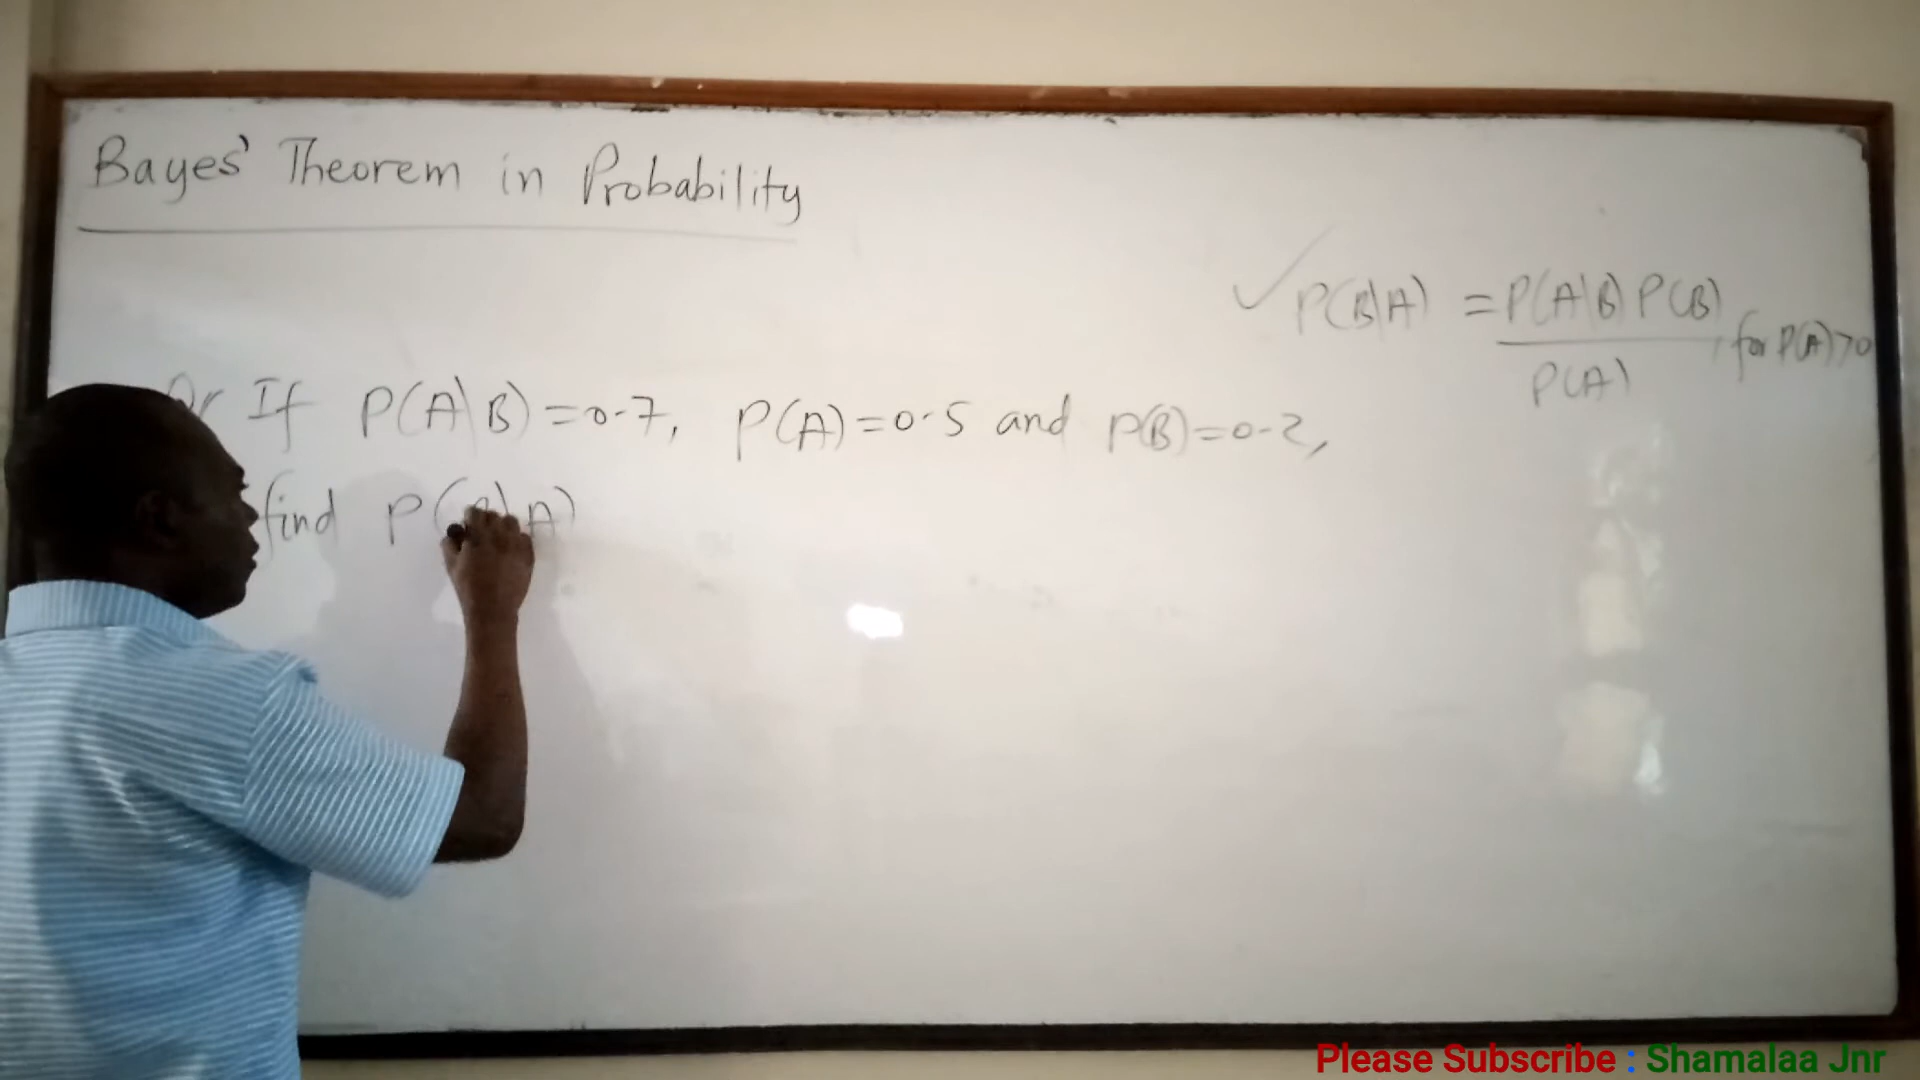 Bayes' Theorem in Probability
P(B\A) = P(A\B) P(B)
P(A)
, for P(A)>0
If P(A\B)=0.7, P(A)=0.5 and P(B)=0.2,
find P(B\A)
Please Subscribe : Shamalaa Jnr